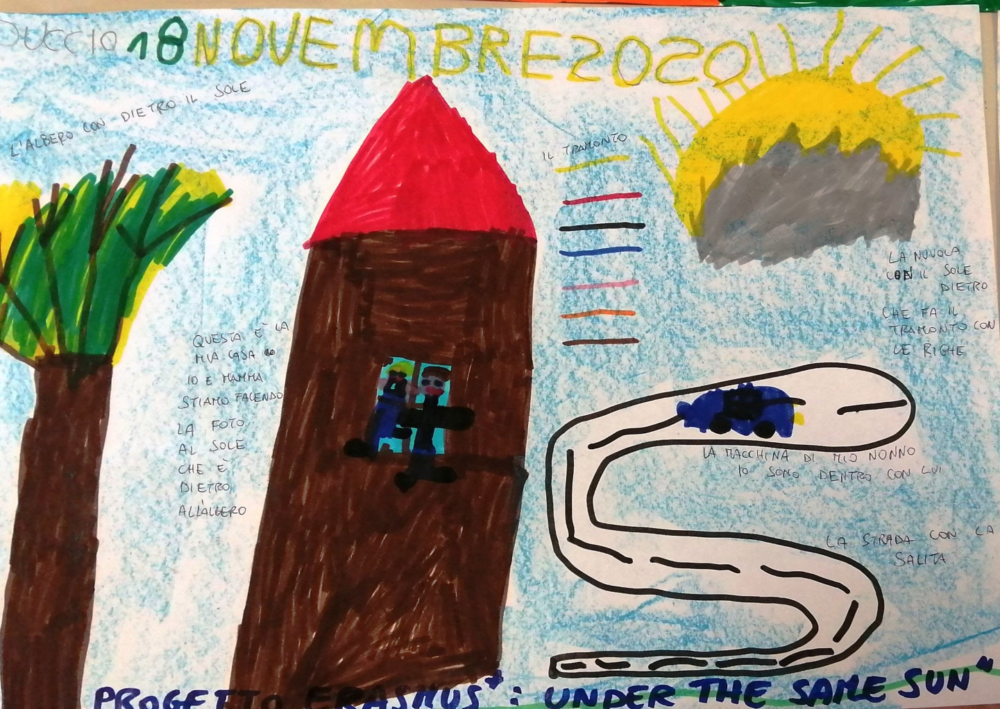 DUCCIO 18 NOVEMBRE 2020
L'ALBERO CON DIETRO IL SOLE
IL TRAMONTO
LA NUVOLA
CON IL SOLE
DIETRO
CHE FA IL
TRAMONTO CON
LE RIGHE
QUESTA È LA
MIA CASA
IO E MAMMA
STIAMO FACENDO
LA FOTO
AL SOLE
CHE È
DIETRO
ALL'ALBERO
LA MACCHINA DI MIO NONNO
IO SONO DENTRO CON LUI
LA STRADA CON LA
SALITA
PROGETTO ERASMUS+: UNDER THE SAME SUN"